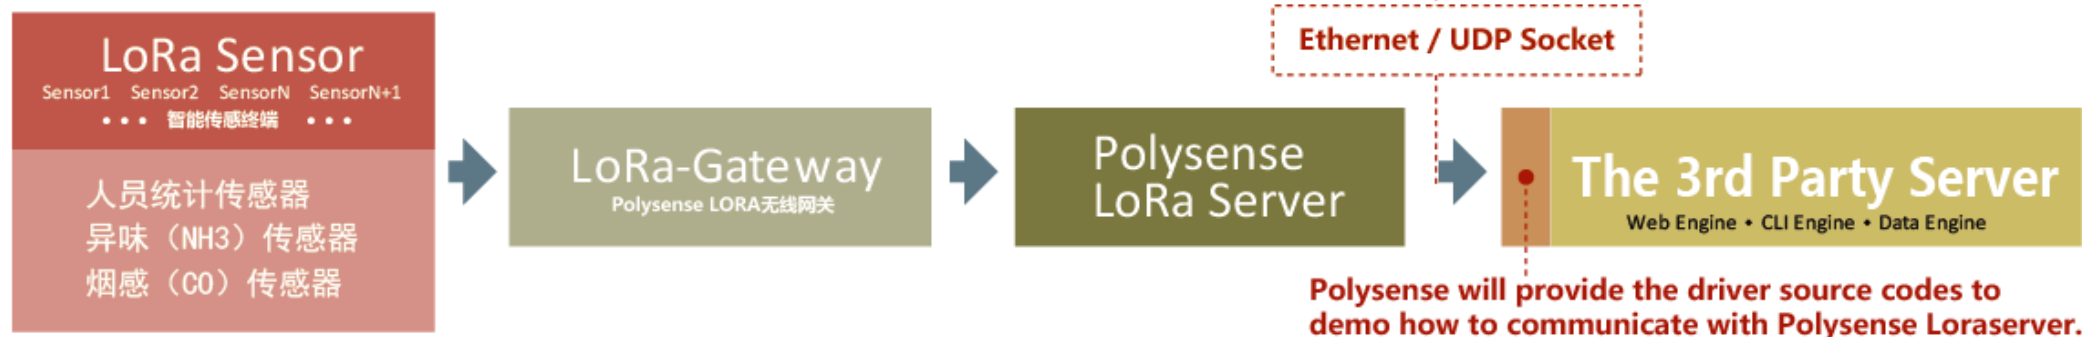 LoRa Sensor
Sensor1 Sensor2 SensorN SensorN+1
• • • 智能传感终端 • • •
人员统计传感器
异味（NH3）传感器
烟感（CO）传感器
LoRa-Gateway
Polysense LORA无线网关
Polysense
LoRa Server
Ethernet / UDP Socket
The 3rd Party Server
Web Engine • CLI Engine • Data Engine
Polysense will provide the driver source codes to
demo how to communicate with Polysense Loraserver.